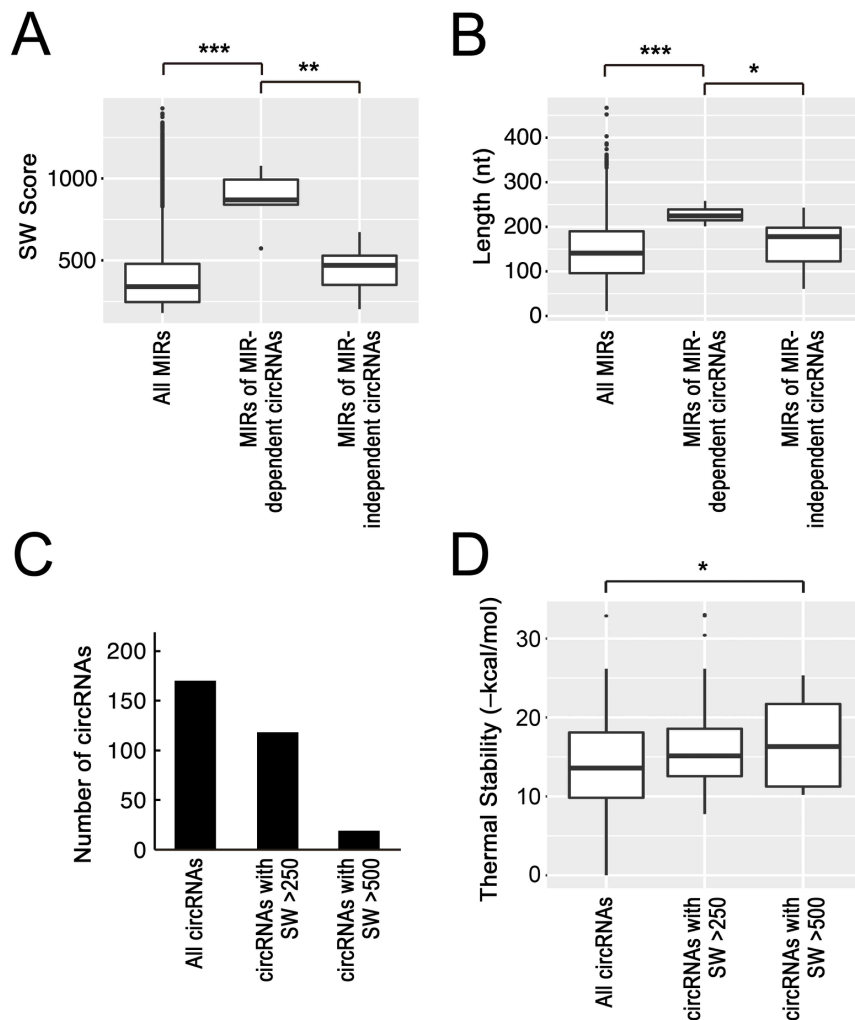 A
***
**
SW Score
1000
500
All MIRs
MIRs of MIR-
dependent circRNAs
MIRs of MIR-
independent circRNAs
B
***
*
Length (nt)
400
300
200
100
0
All MIRs
MIRs of MIR-
dependent circRNAs
MIRs of MIR-
independent circRNAs
C
Number of circRNAs
200
150
100
50
0
All circRNAs
circRNAs with
SW >250
circRNAs with
SW >500
D
*
Thermal Stability (–kcal/mol)
30
20
10
0
All circRNAs
circRNAs with
SW >250
circRNAs with
SW >500